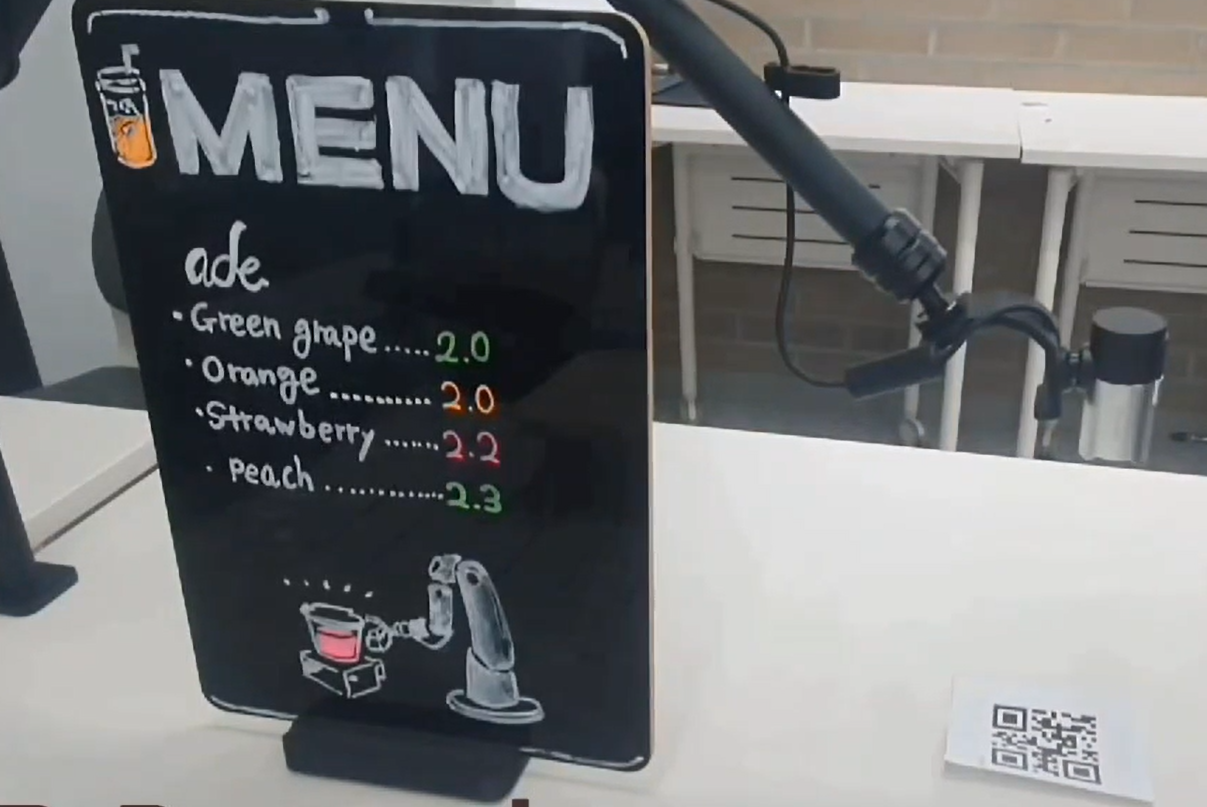 MENU
ade
· Green grape ..... 2.0
· Orange .......... 2.0
· Strawberry ...... 2.2
· Peach ............ 2.3